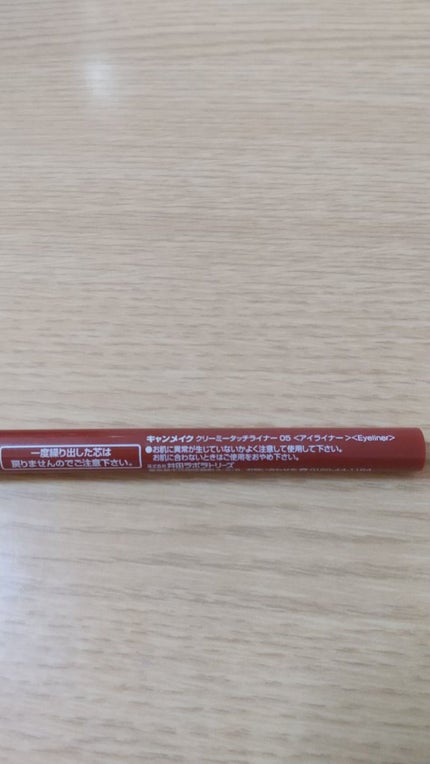 一度繰り出した芯は
戻りませんのでご注意下さい。
キャンメイク クリーミータッチライナー 05 <アイライナー><Eyeliner>
●お肌に異常が生じていないかよく注意して使用して下さい。
お肌に合わないときはご使用をおやめ下さい。
株式会社 井田ラボラトリーズ